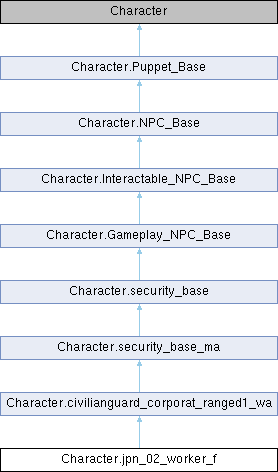 Character
Character.Puppet_Base
Character.NPC_Base
Character.Interactable_NPC_Base
Character.Gameplay_NPC_Base
Character.security_base
Character.security_base_ma
Character.civilianguard_corporat_ranged1_wa
Character.jpn_02_worker_f